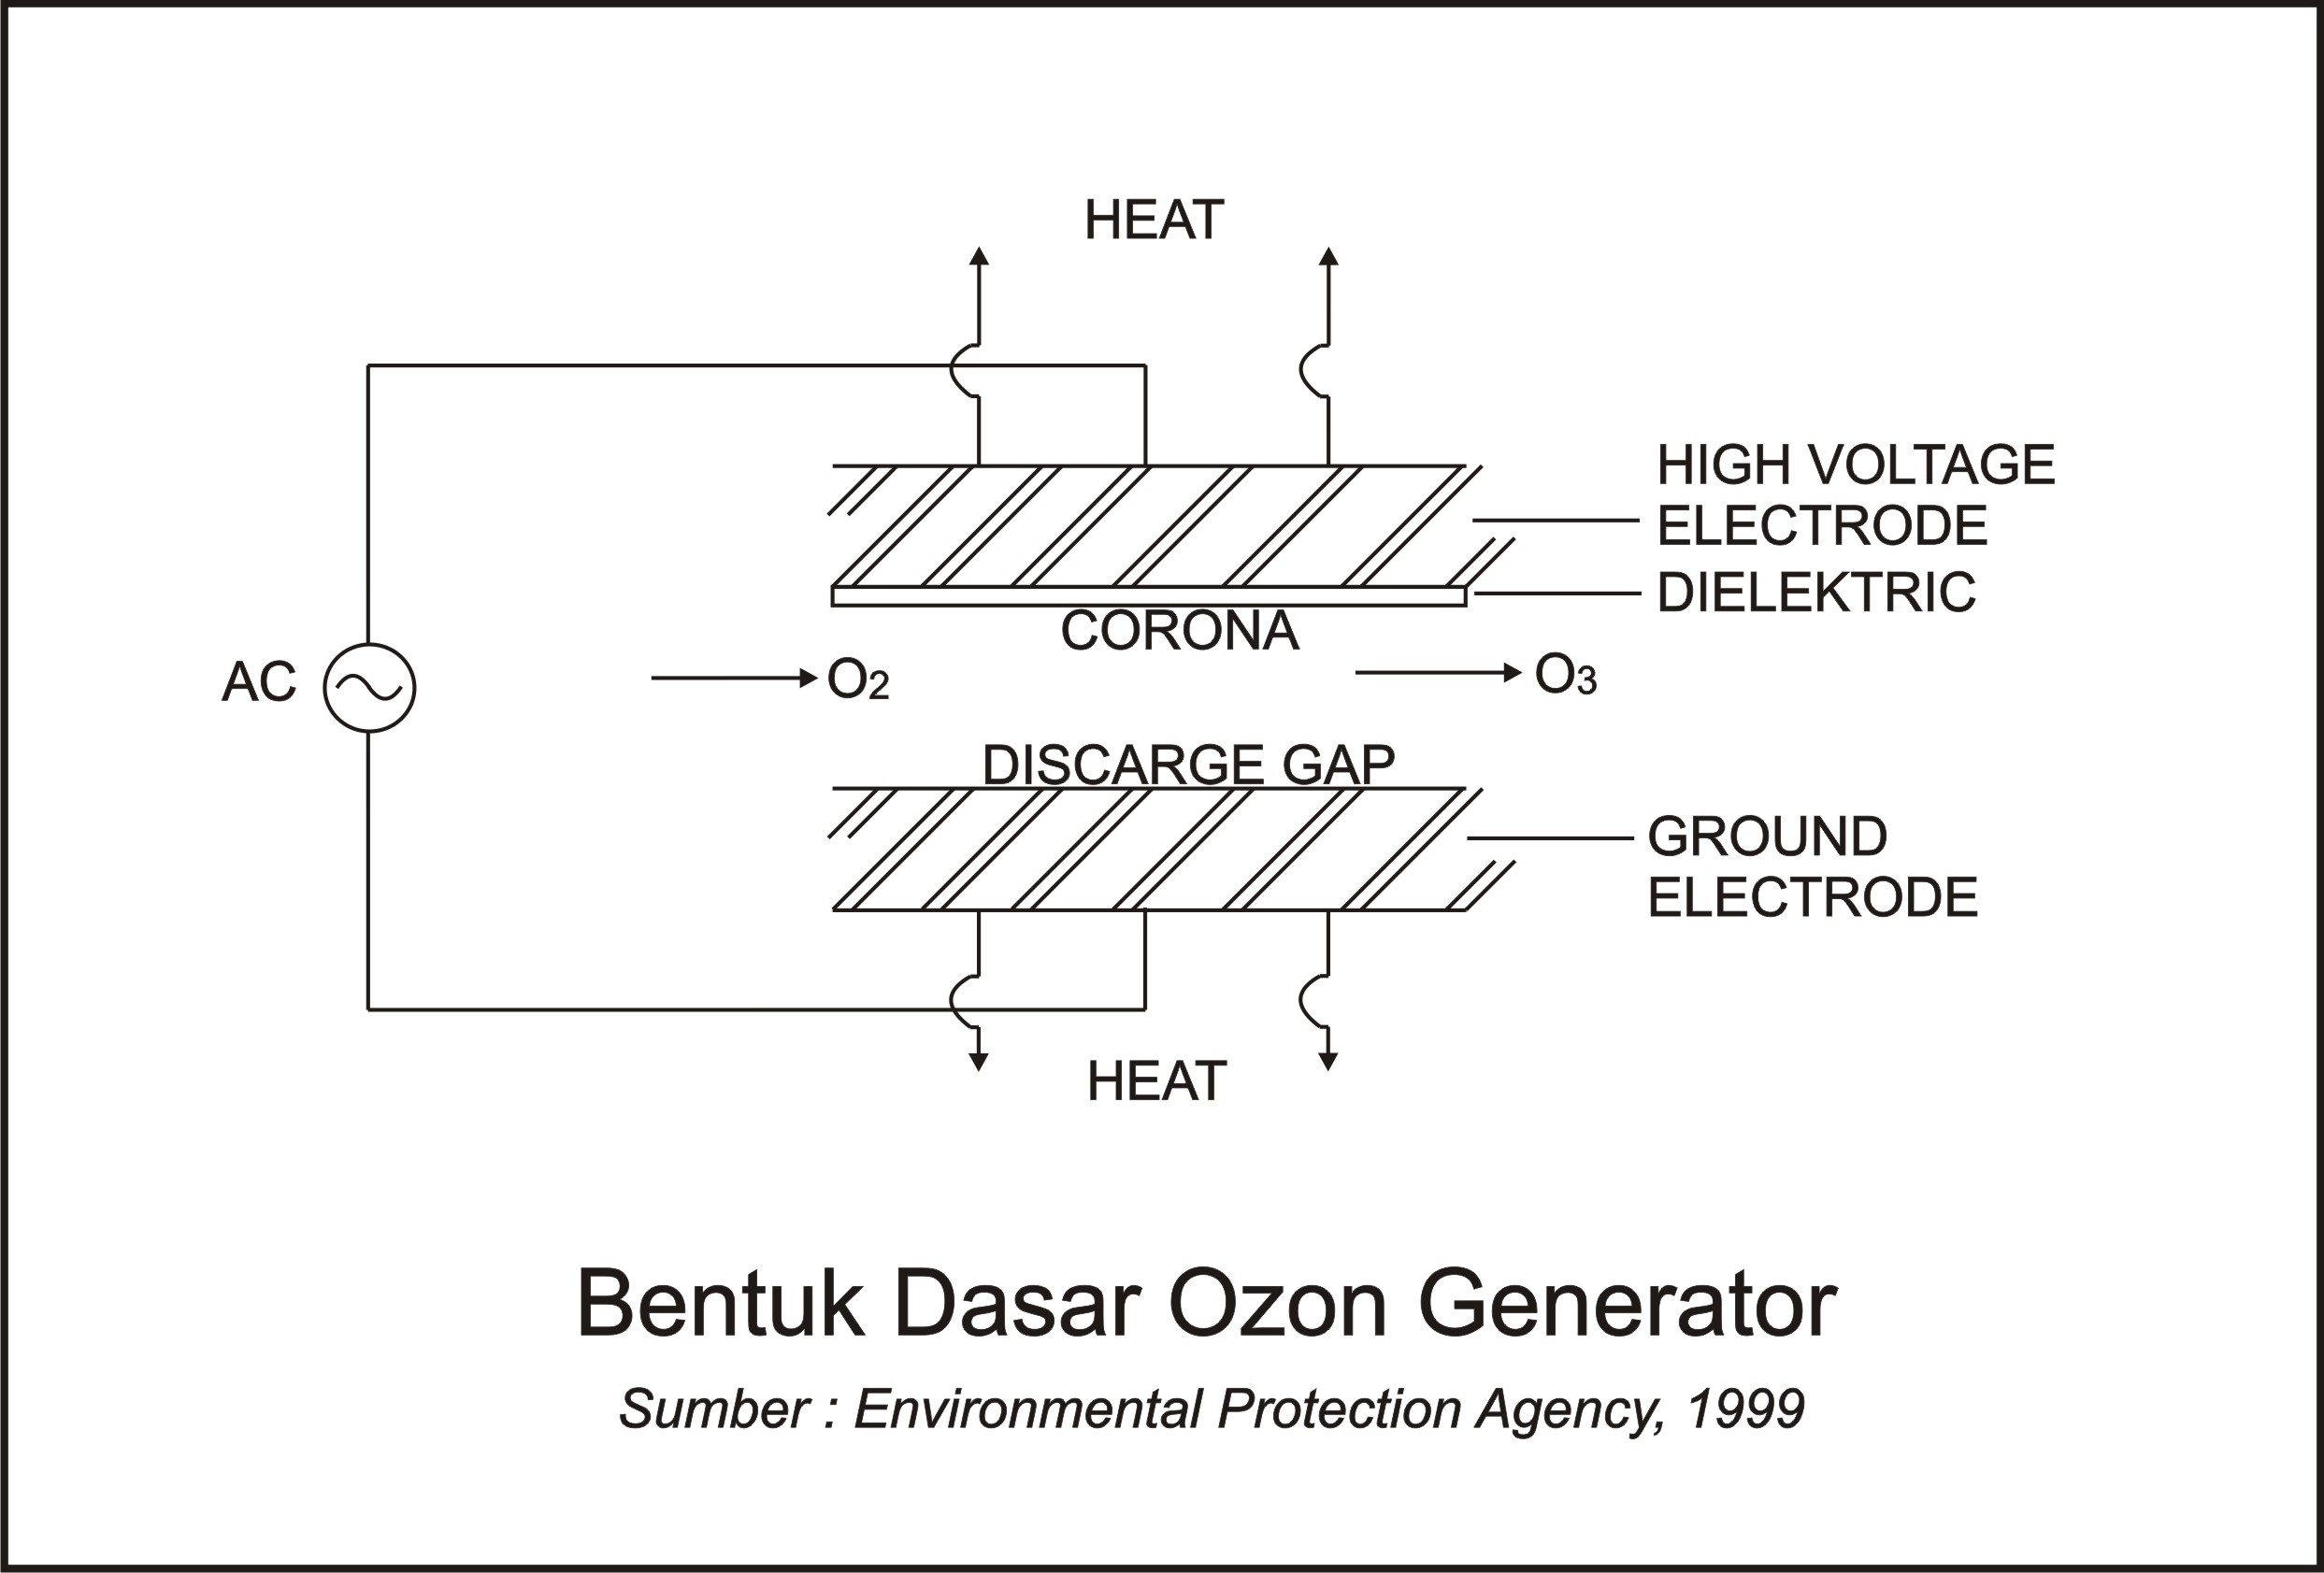 HEAT
HIGH VOLTAGE
ELECTRODE
DIELEKTRIC
CORONA
AC
O2
O3
DISCARGE GAP
GROUND
ELECTRODE
HEAT
Bentuk Dasar Ozon Generator
Sumber : Environmental Protection Agency, 1999